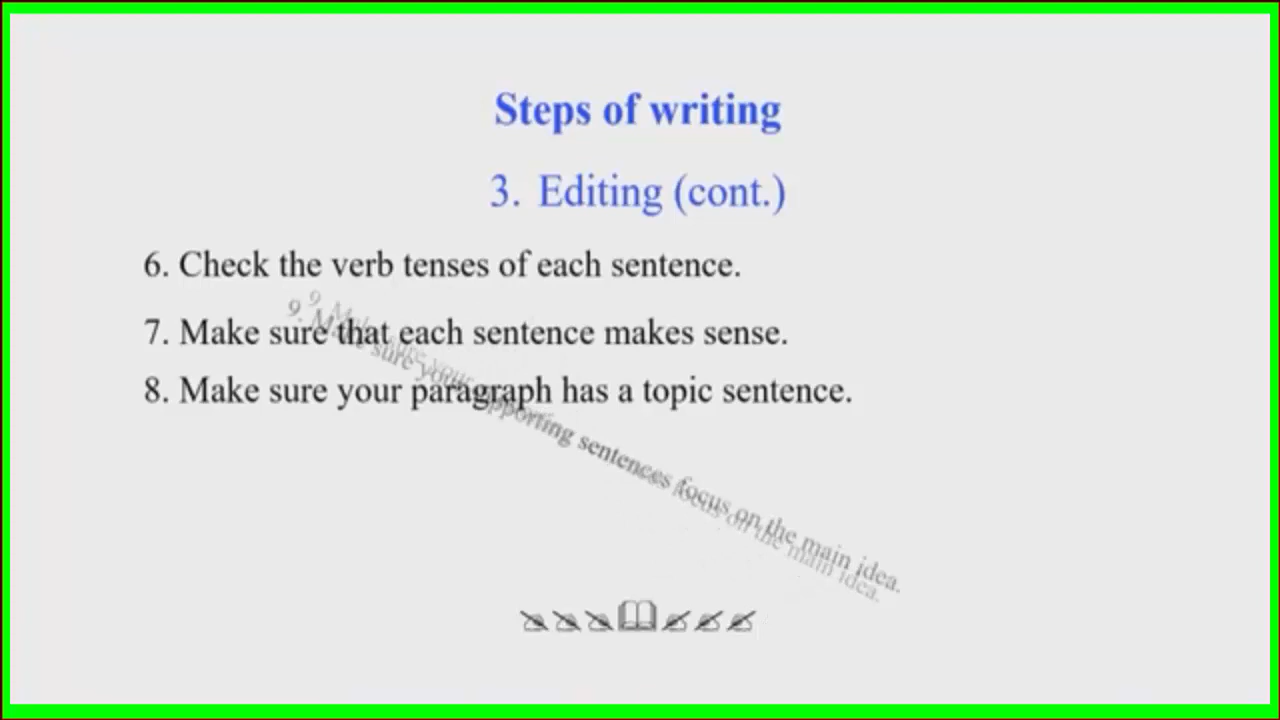 Steps of writing
3. Editing (cont.)
6. Check the verb tenses of each sentence.
7. Make sure that each sentence makes sense.
8. Make sure your paragraph has a topic sentence.
9. Make sure your supporting sentences focus on the main idea.